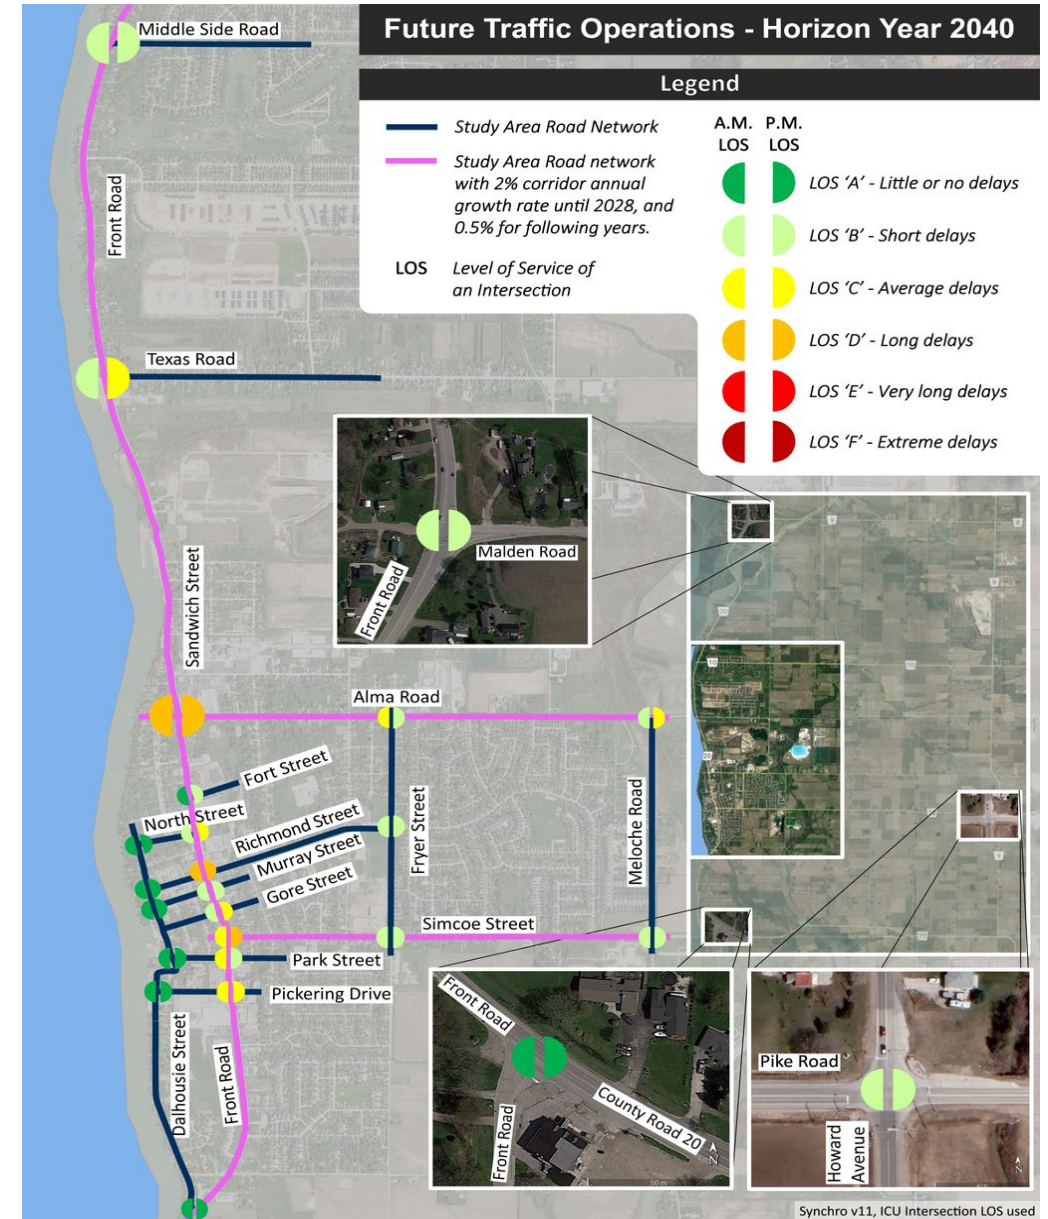 Future Traffic Operations - Horizon Year 2040
Legend
Study Area Road Network
Study Area Road network
with 2% corridor annual
growth rate until 2028, and
0.5% for following years.
LOS
Level of Service of
an Intersection
A.M.
LOS
P.M.
LOS
LOS 'A' - Little or no delays
LOS 'B' - Short delays
LOS 'C' - Average delays
LOS 'D' - Long delays
LOS 'E' - Very long delays
LOS 'F' - Extreme delays
Middle Side Road
Front Road
Texas Road
Sandwich Street
Malden Road
Front Road
Alma Road
Fort Street
North Street
Richmond Street
Murray Street
Gore Street
Fryer Street
Meloche Road
Simcoe Street
Park Street
Pickering Drive
Dalhousie Street
Front Road
Front Road
County Road 20
Front Road
N
60 m
Pike Road
Howard
Avenue
N
10
20
Synchro v11, ICU Intersection LOS used